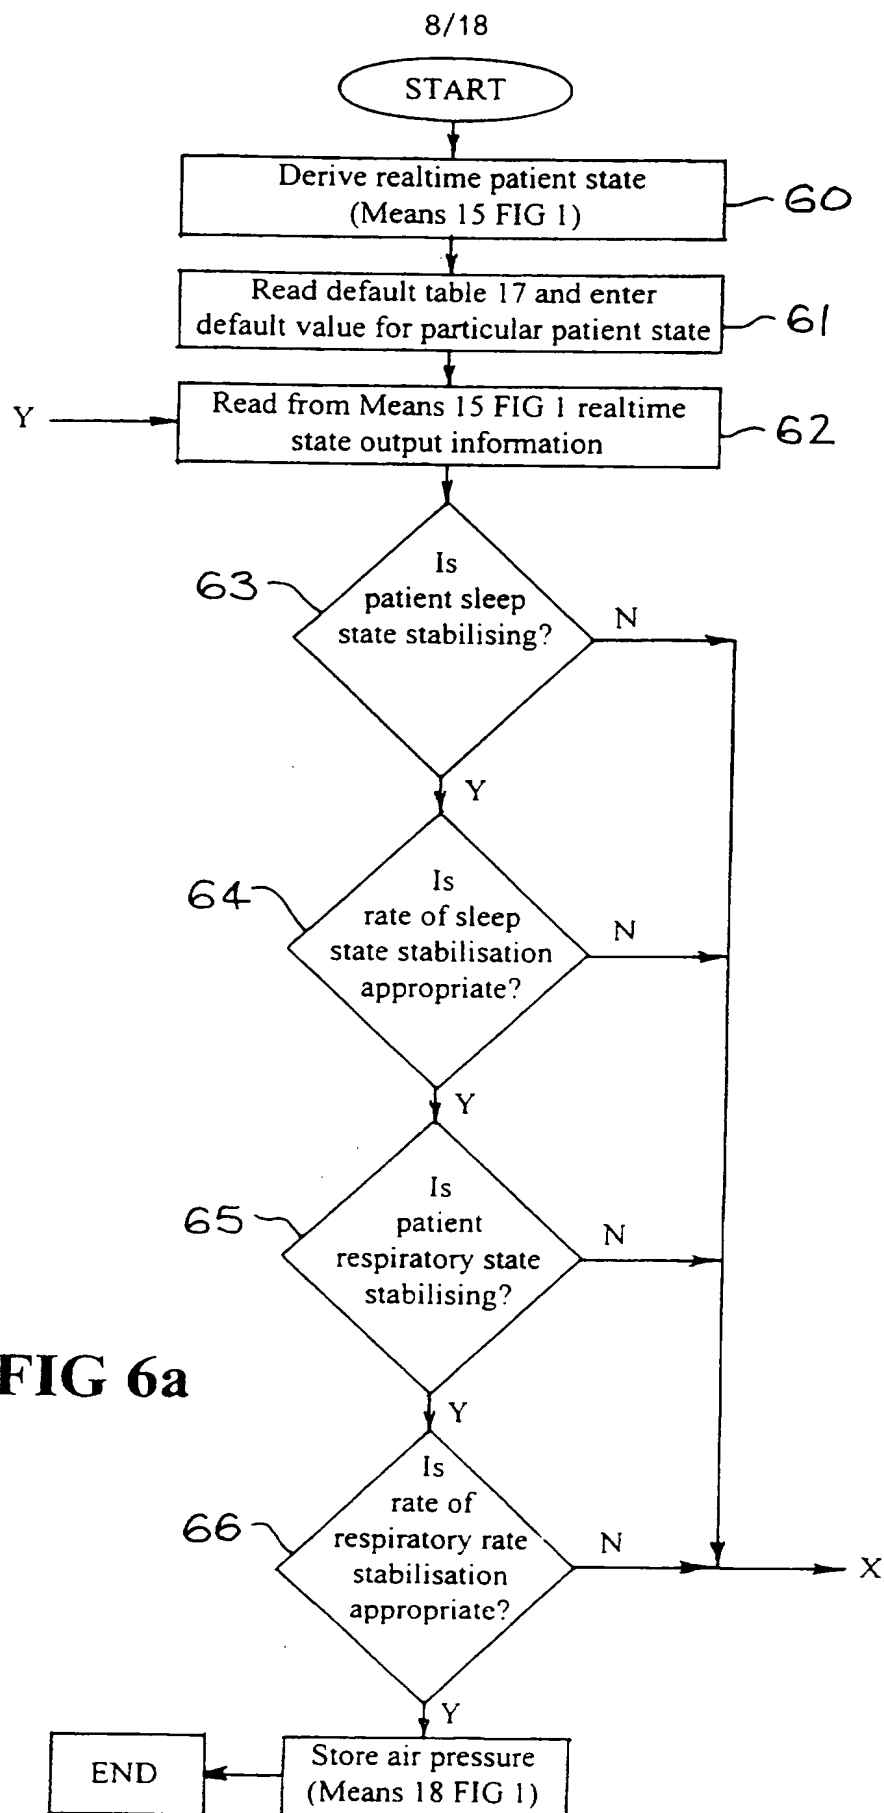 8/18
START
Derive realtime patient state
(Means 15 FIG 1)
60
Read default table 17 and enter
default value for particular patient state
61
Y
Read from Means 15 FIG 1 realtime
state output information
62
63
Is
patient sleep
state stabilising?
N
Y
64
Is
rate of sleep
state stabilisation
appropriate?
N
Y
65
Is
patient
respiratory state
stabilising?
N
FIG 6a
Y
66
Is
rate of
respiratory rate
stabilisation
appropriate?
N
X
Y
END
Store air pressure
(Means 18 FIG 1)